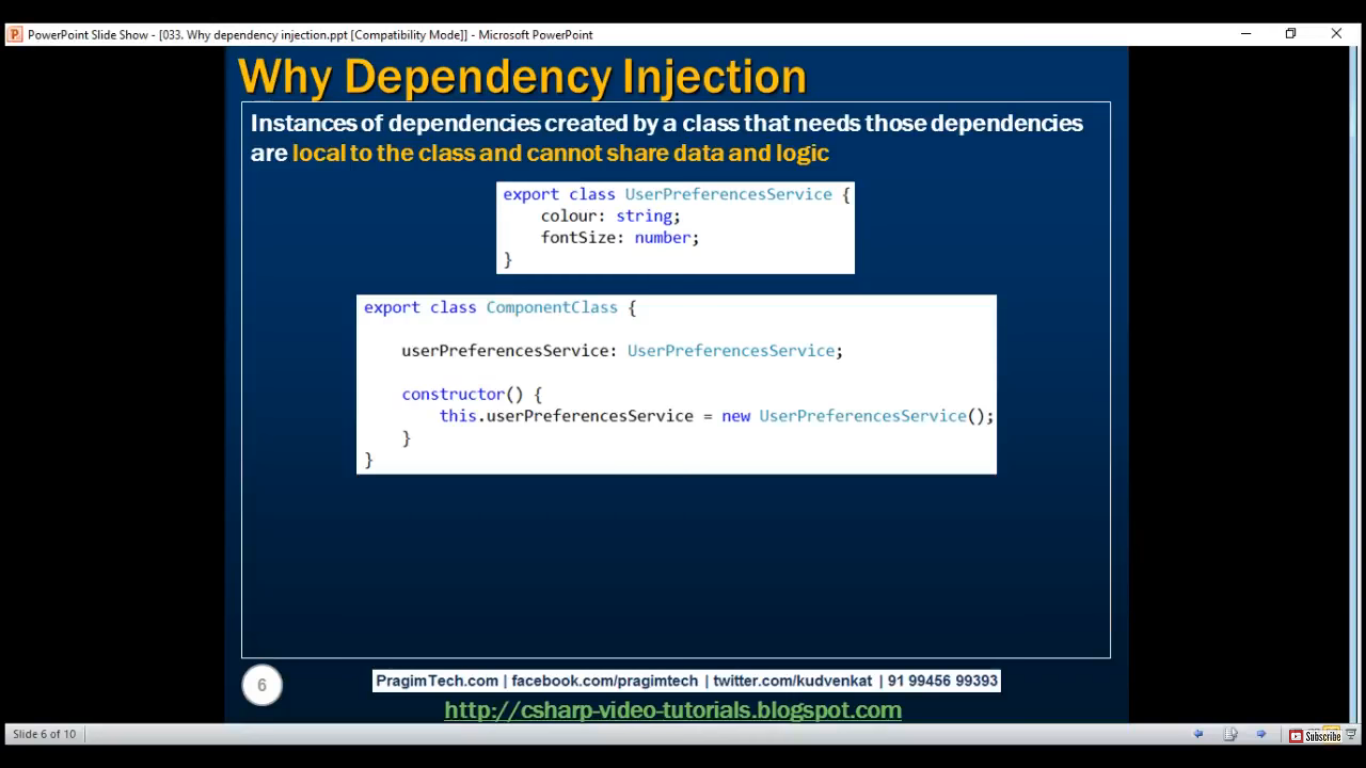 PowerPoint Slide Show - [033. Why dependency injection.ppt [Compatibility Mode]] - Microsoft PowerPoint
Why Dependency Injection
Instances of dependencies created by a class that needs those dependencies
are local to the class and cannot share data and logic
export class UserPreferencesService {
colour: string;
fontSize: number;
}
export class ComponentClass {
userPreferencesService: UserPreferencesService;
constructor() {
this.userPreferencesService = new UserPreferencesService();
}
}
6
PragimTech.com | facebook.com/pragimtech | twitter.com/kudvenkat | 91 99456 99393
http://csharp-video-tutorials.blogspot.com
Slide 6 of 10
Subscribe